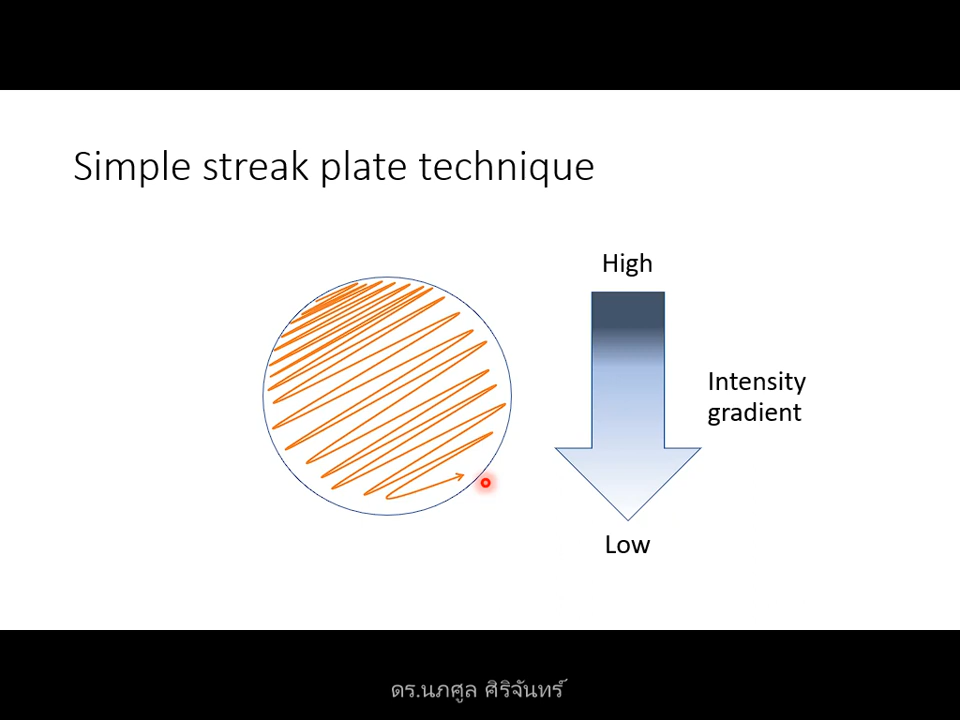 Simple streak plate technique
High
Intensity
gradient
Low
ดร.นภศูล ศิริจันทร์